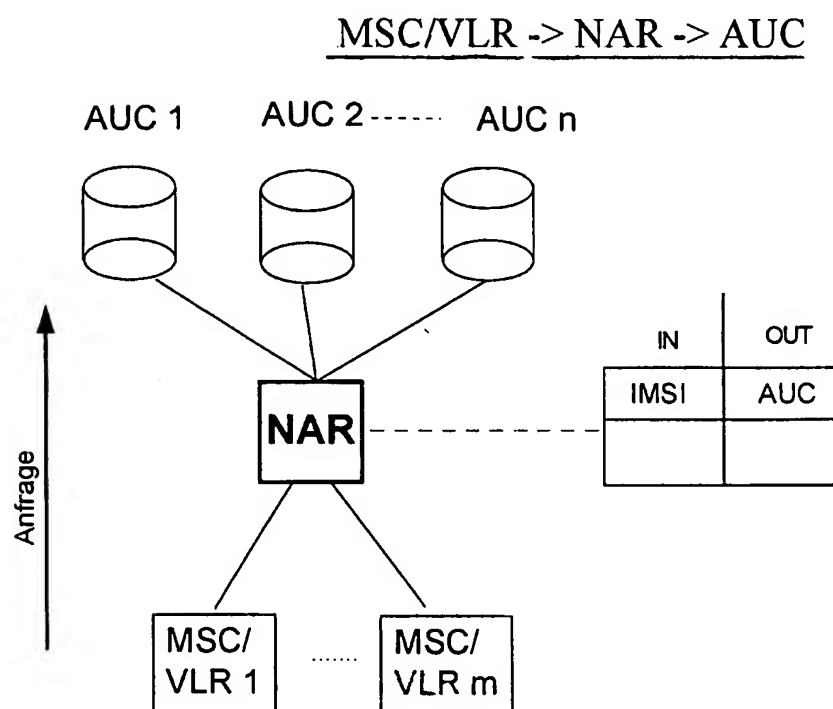 MSC/VLR -> NAR -> AUC
AUC 1
AUC 2 ------ AUC n
IN
OUT
IMSI
AUC
NAR
Anfrage
MSC/
VLR 1
.......
MSC/
VLR m